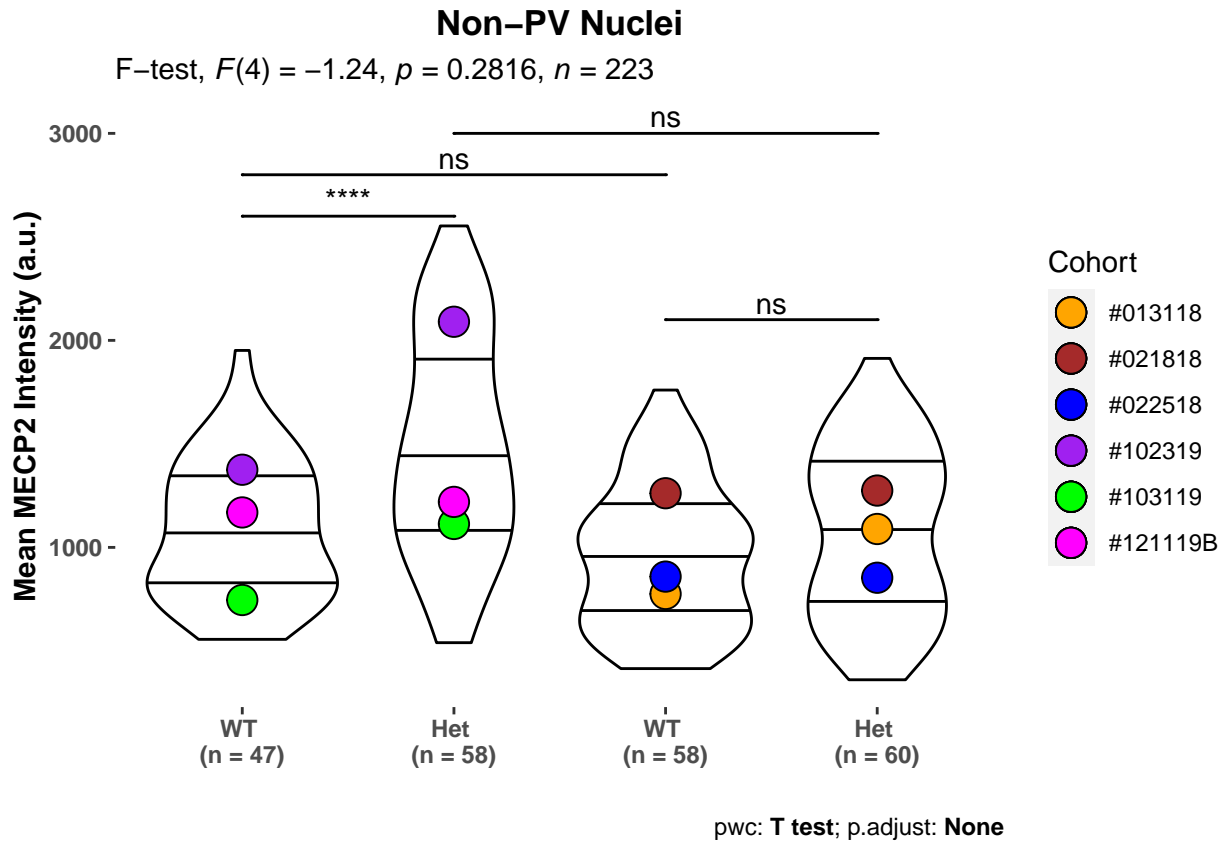 Non−PV Nuclei
F−test, F(4) = −1.24, p = 0.2816, n = 223
Mean MECP2 Intensity (a.u.)
3000
2000
1000
ns
ns
****
ns
WT
(n = 47)
Het
(n = 58)
WT
(n = 58)
Het
(n = 60)
Cohort
#013118
#021818
#022518
#102319
#103119
#121119B
pwc: T test; p.adjust: None